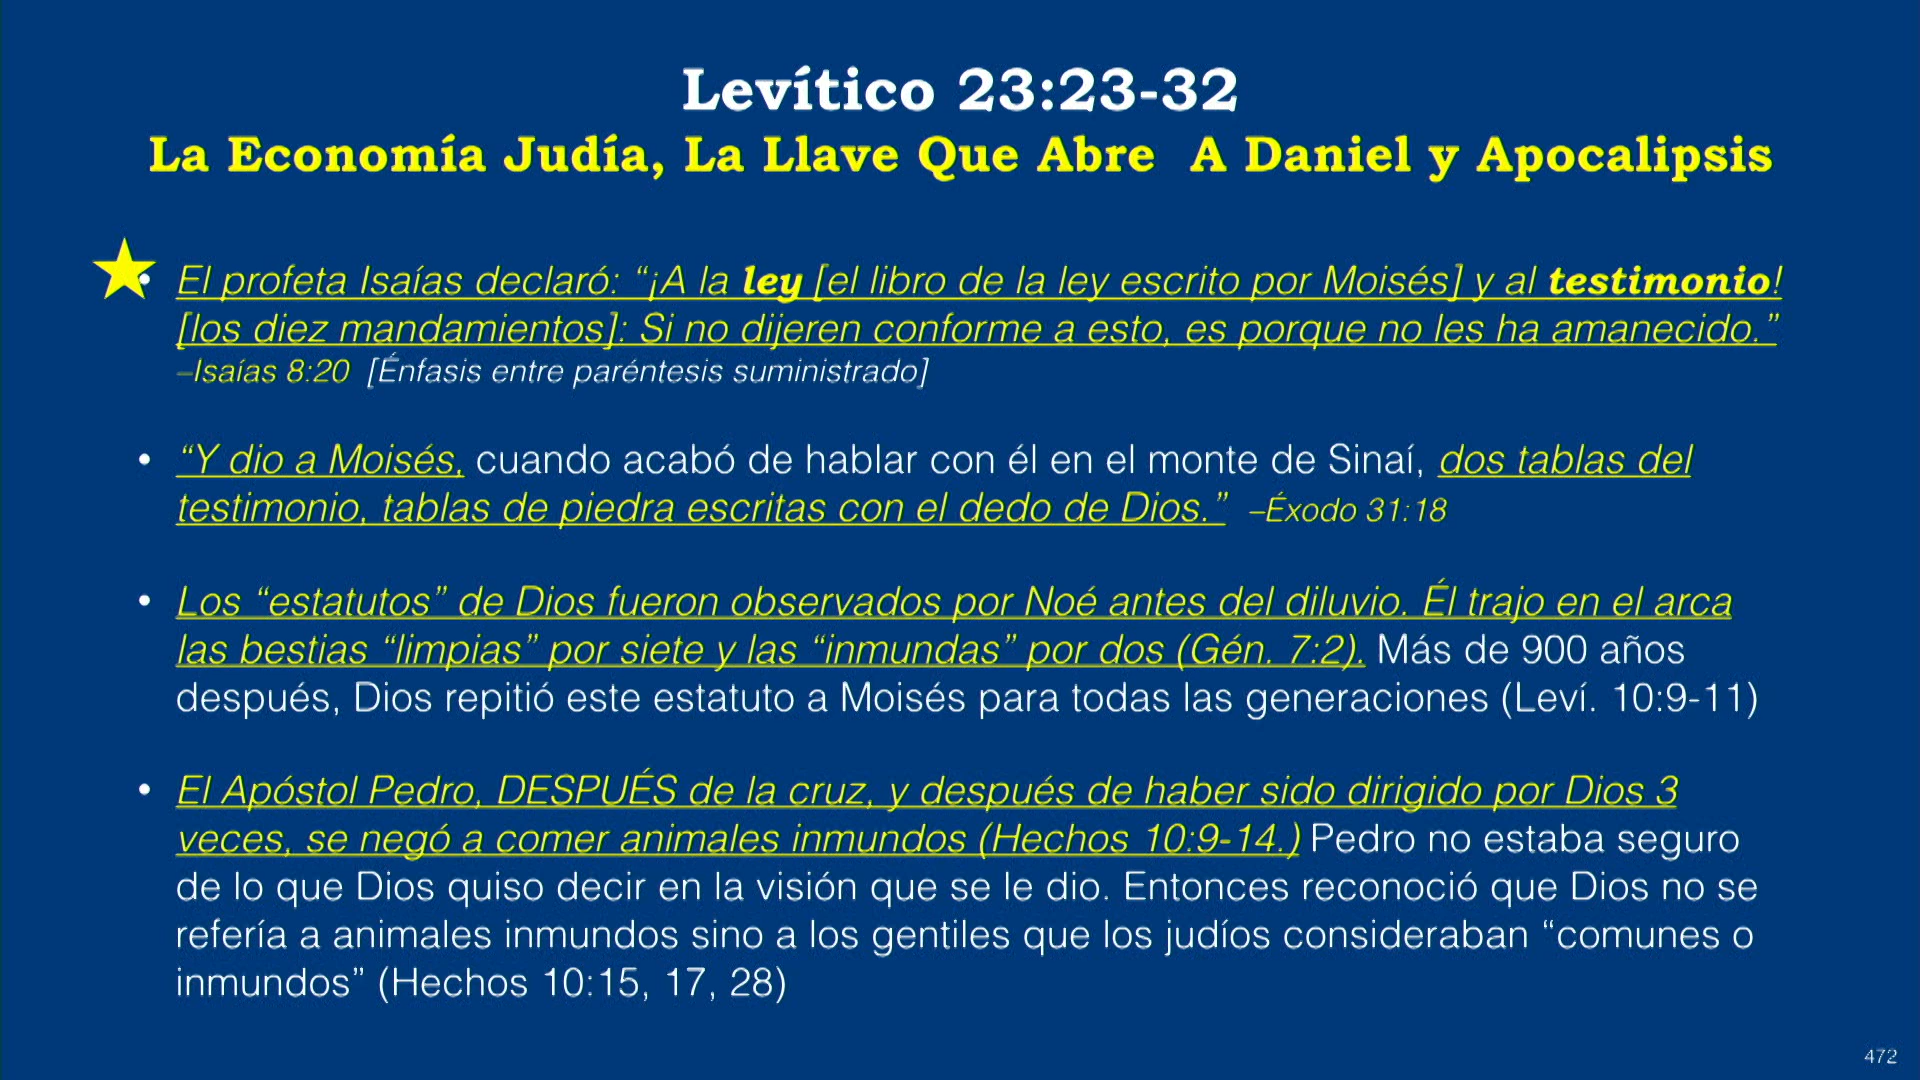 Levítico 23:23-32
La Economía Judía, La Llave Que Abre A Daniel y Apocalipsis
• El profeta Isaías declaró: “¡A la ley [el libro de la ley escrito por Moisés] y al testimonio!
[los diez mandamientos]: Si no dijeren conforme a esto, es porque no les ha amanecido.”
–Isaías 8:20 [Énfasis entre paréntesis suministrado]
• “Y dio a Moisés, cuando acabó de hablar con él en el monte de Sinaí, dos tablas del
testimonio, tablas de piedra escritas con el dedo de Dios.” –Éxodo 31:18
• Los “estatutos” de Dios fueron observados por Noé antes del diluvio. Él trajo en el arca
las bestias “limpias” por siete y las “inmundas” por dos (Gén. 7:2). Más de 900 años
después, Dios repitió este estatuto a Moisés para todas las generaciones (Leví. 10:9-11)
• El Apóstol Pedro, DESPUÉS de la cruz, y después de haber sido dirigido por Dios 3
veces, se negó a comer animales inmundos (Hechos 10:9-14.) Pedro no estaba seguro
de lo que Dios quiso decir en la visión que se le dio. Entonces reconoció que Dios no se
refería a animales inmundos sino a los gentiles que los judíos consideraban “comunes o
inmundos” (Hechos 10:15, 17, 28)
472